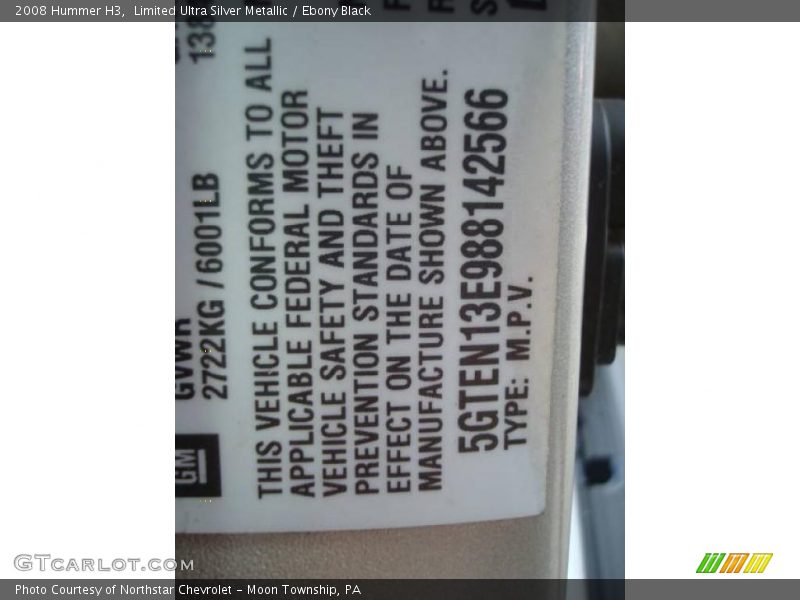 2008 Hummer H3, Limited Ultra Silver Metallic / Ebony Black
138
GVWR
2722KG / 6001LB
GM
THIS VEHICLE CONFORMS TO ALL
APPLICABLE FEDERAL MOTOR
VEHICLE SAFETY AND THEFT
PREVENTION STANDARDS IN
EFFECT ON THE DATE OF
MANUFACTURE SHOWN ABOVE.
5GTEN13E988142566
TYPE: M.P.V.
GTCARLOT.COM
Photo Courtesy of Northstar Chevrolet - Moon Township, PA